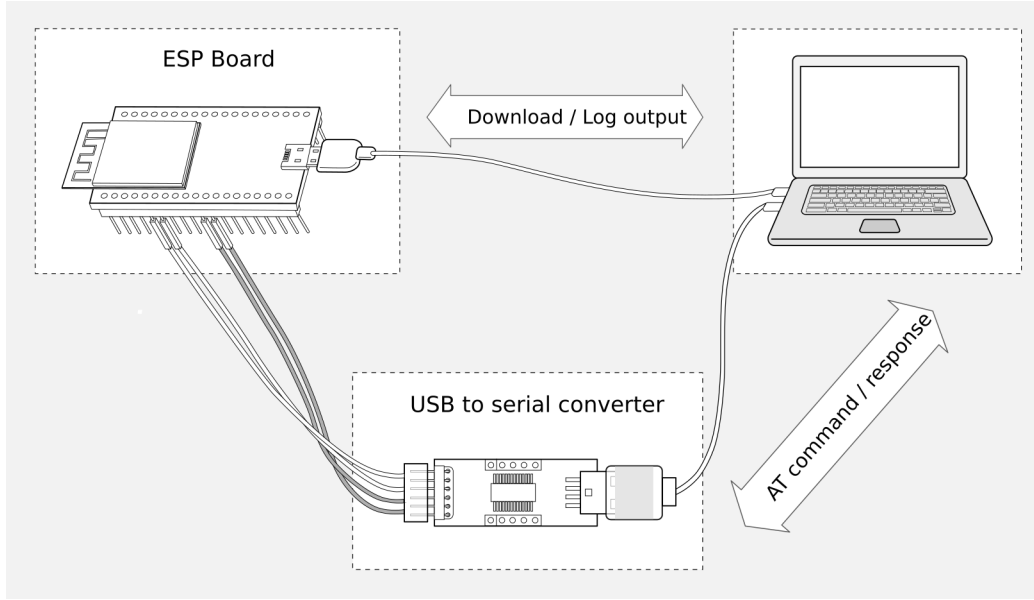 ESP Board
Download / Log output
USB to serial converter
AT command / response